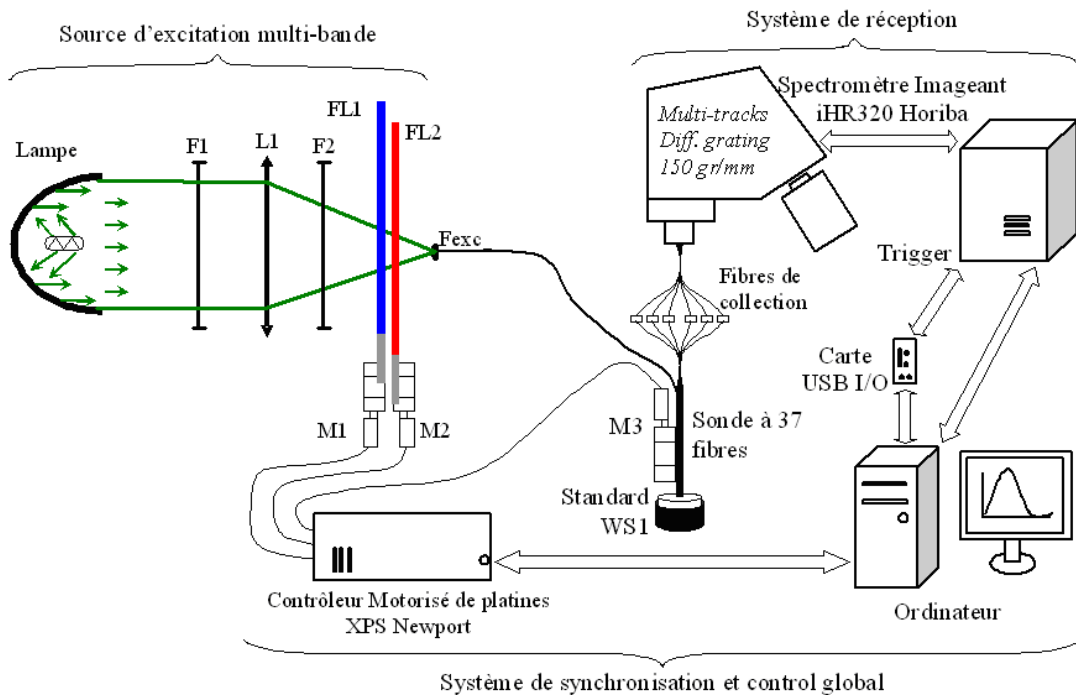 Source d'excitation multi-bande
Système de réception
Lampe
F1
L1
F2
FL1
FL2
Fexc
Multi-tracks
Diff. grating
150 gr/mm
Spectromètre Imageant
iHR320 Horiba
Trigger
Fibres de
collection
Carte
USB I/O
M1
M2
M3
Sonde à 37
fibres
Standard
WS1
Contrôleur Motorisé de platines
XPS Newport
Ordinateur
Système de synchronisation et control global